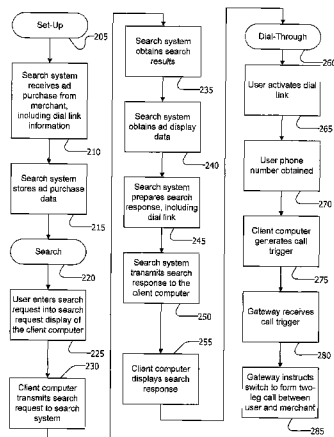 Set-Up
205
Search system
receives ad
purchase from
merchant,
including dial link
information
210
Search system
stores ad purchase
data
215
Search
220
User enters search
request into search
request display of
the client computer
225
230
Client computer
transmits search
request to search
system
Search system
obtains search
results
235
Search system
obtains ad display
data
240
Search system
prepares search
response, including
dial link
245
Search system
transmits search
response to the
client computer
250
255
Client computer
displays search
response
Dial-Through
260
User activates dial
link
265
User phone
number obtained
270
Client computer
generates call
trigger
275
Gateway receives
call trigger
280
Gateway instructs
switch to form two-
leg call between
user and merchant
285